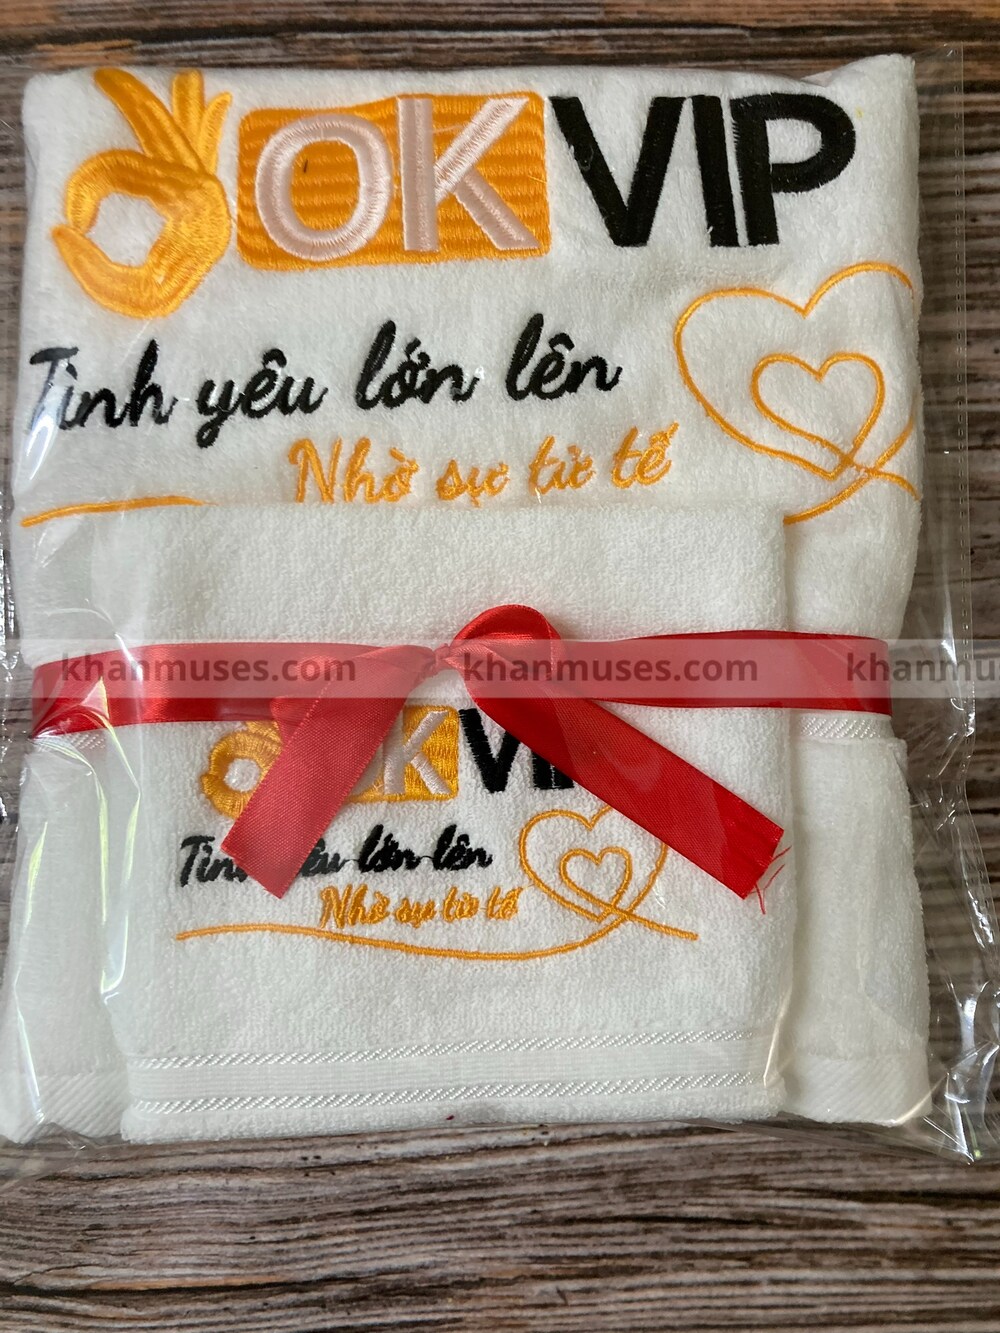 OK VIP
Tình yêu lớn lên
Nhờ sự tử tế
khanmuses.com khanmuses.com khanmus
OK VIP
Tình yêu lớn lên
Nhờ sự tử tế